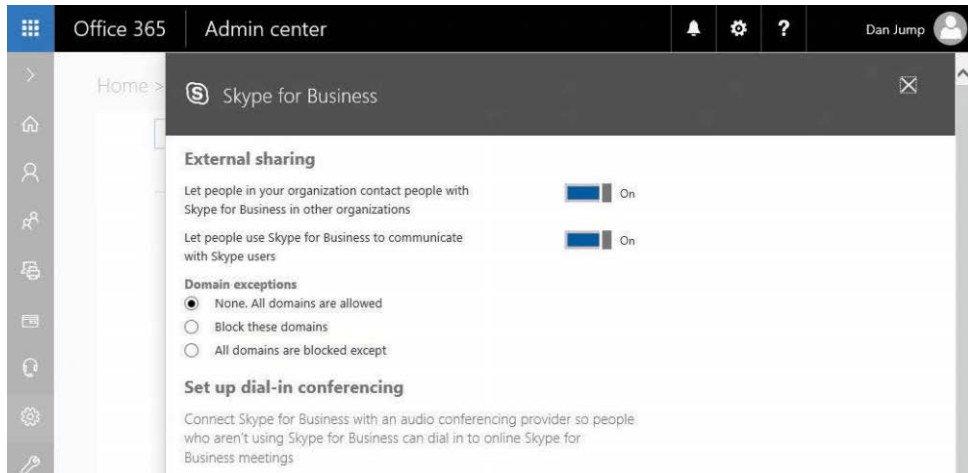 Office 365 Admin center ? Dan Jump
Home >
Skype for Business
External sharing
Let people in your organization contact people with
Skype for Business in other organizations
On
Let people use Skype for Business to communicate
with Skype users
On
Domain exceptions
None. All domains are allowed
Block these domains
All domains are blocked except
Set up dial-in conferencing
Connect Skype for Business with an audio conferencing provider so people
who aren't using Skype for Business can dial in to online Skype for
Business meetings